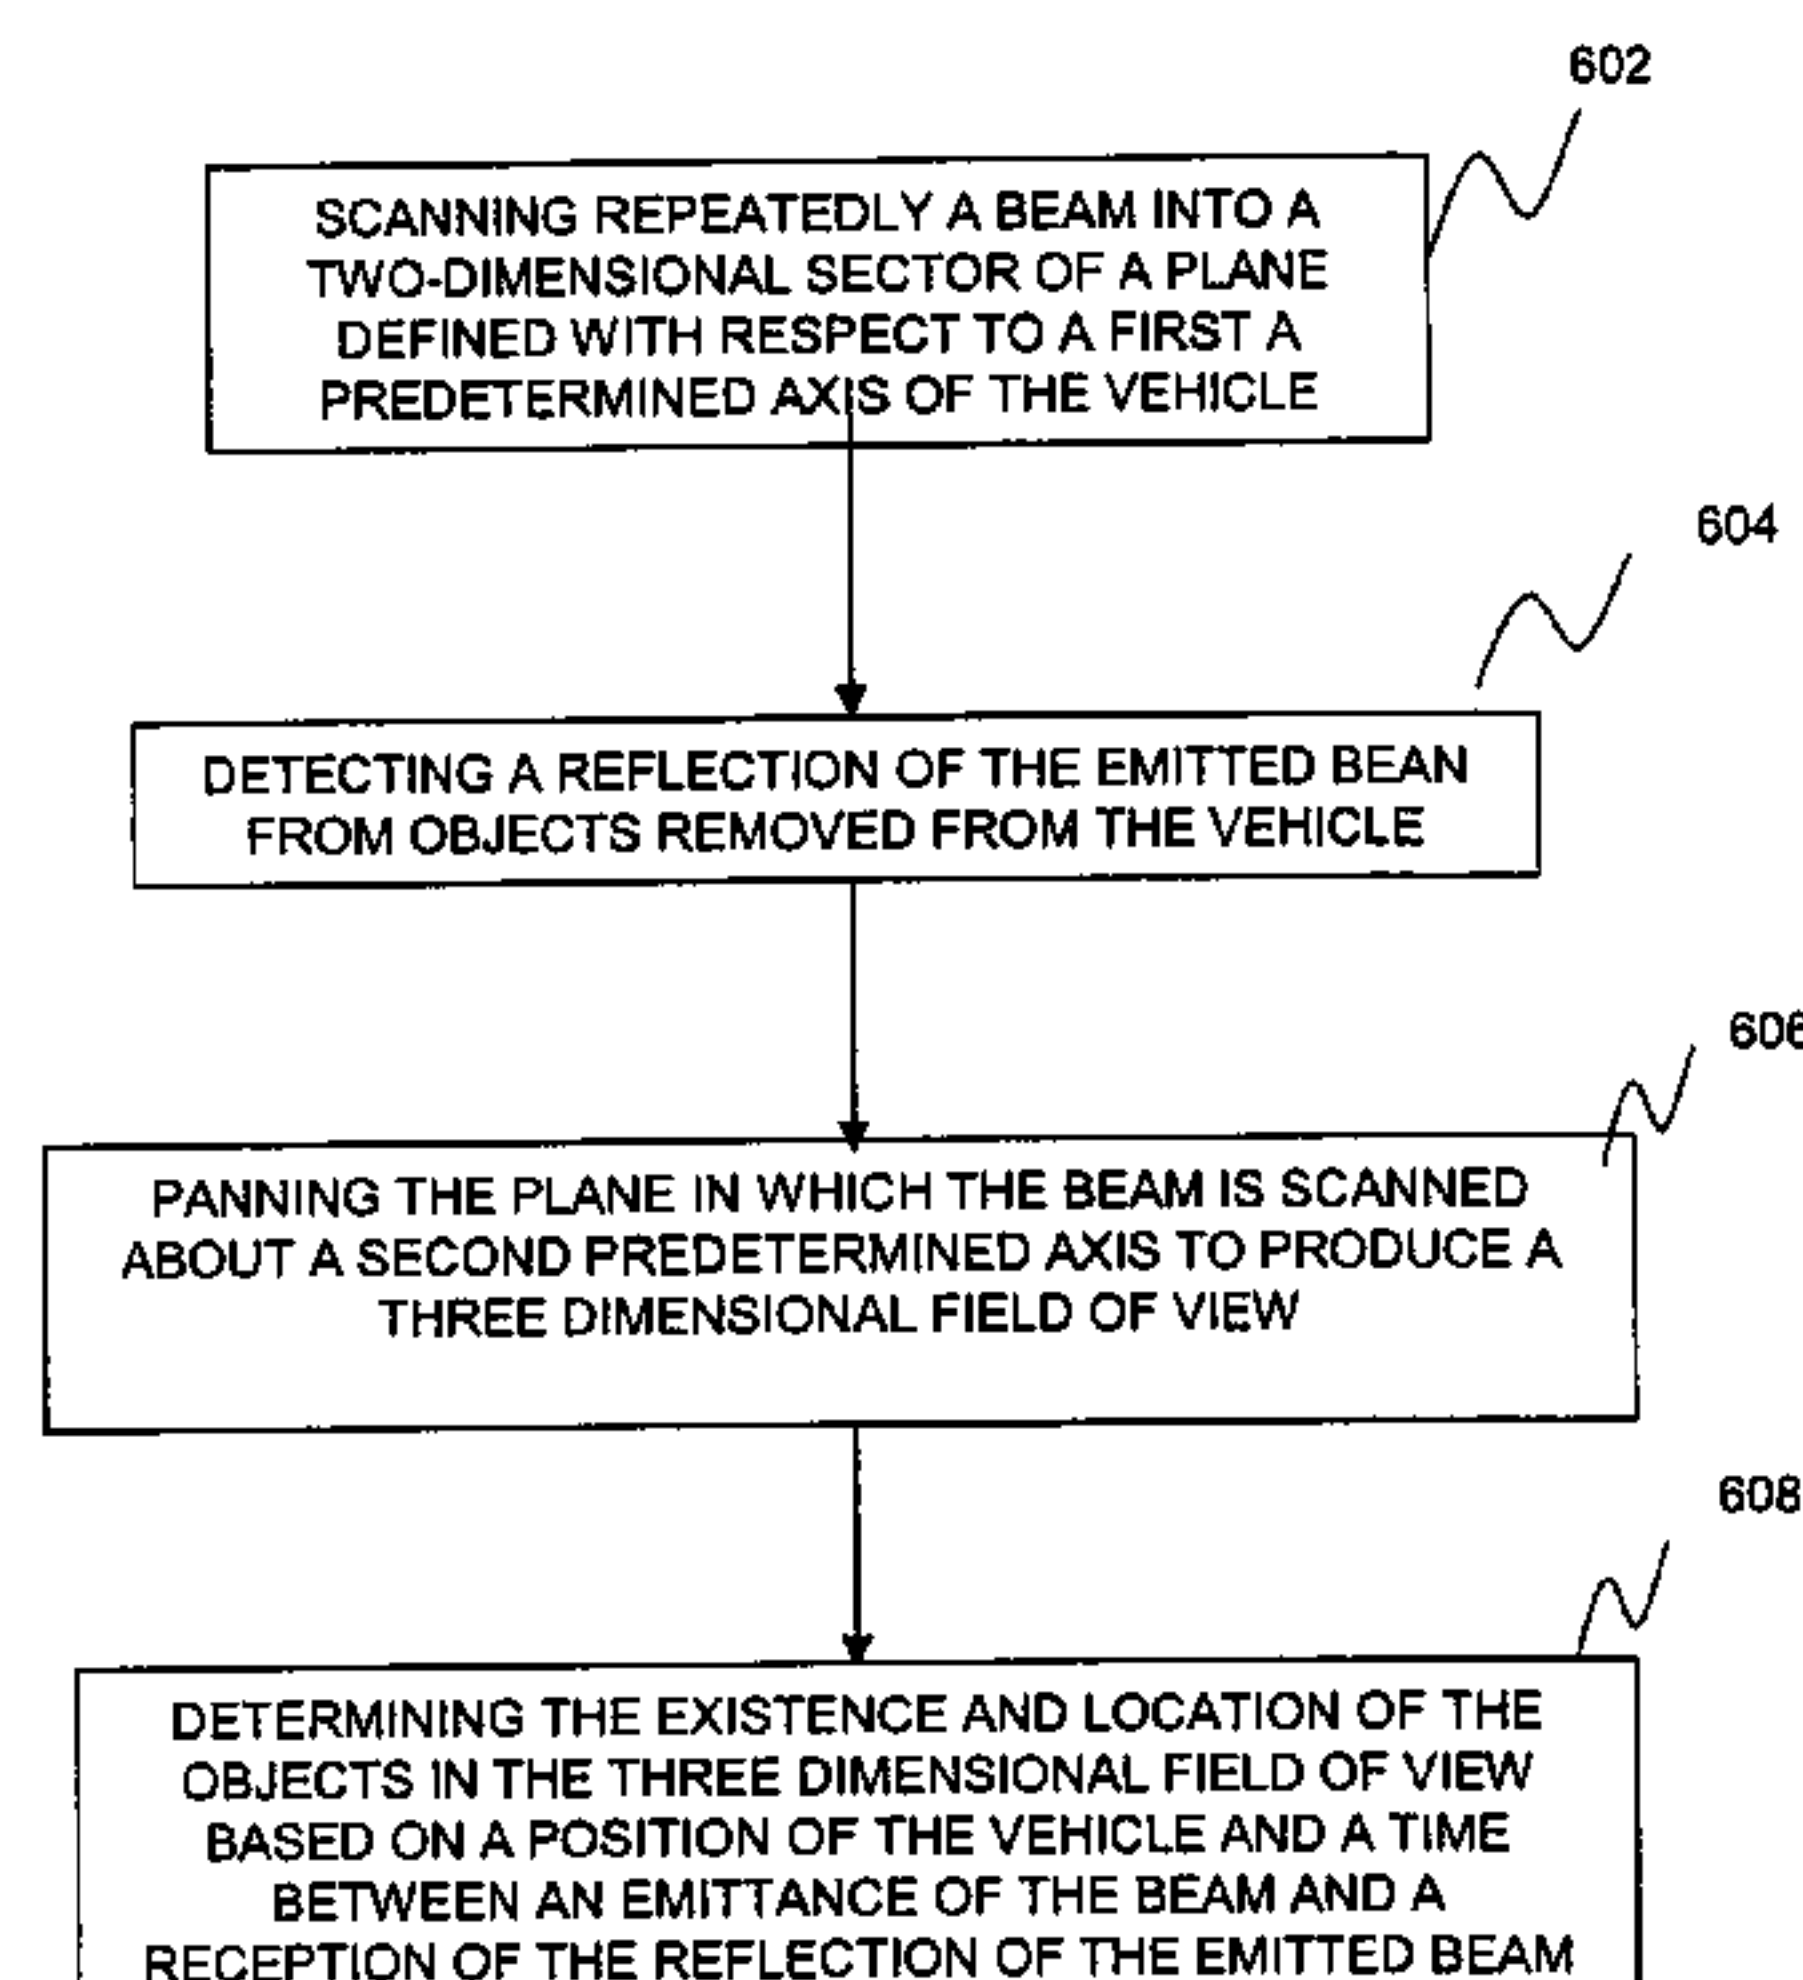 602
SCANNING REPEATEDLY A BEAM INTO A
TWO-DIMENSIONAL SECTOR OF A PLANE
DEFINED WITH RESPECT TO A FIRST A
PREDETERMINED AXIS OF THE VEHICLE
604
DETECTING A REFLECTION OF THE EMITTED BEAN
FROM OBJECTS REMOVED FROM THE VEHICLE
606
PANNING THE PLANE IN WHICH THE BEAM IS SCANNED
ABOUT A SECOND PREDETERMINED AXIS TO PRODUCE A
THREE DIMENSIONAL FIELD OF VIEW
608
DETERMINING THE EXISTENCE AND LOCATION OF THE
OBJECTS IN THE THREE DIMENSIONAL FIELD OF VIEW
BASED ON A POSITION OF THE VEHICLE AND A TIME
BETWEEN AN EMITTANCE OF THE BEAM AND A
RECEPTION OF THE REFLECTION OF THE EMITTED BEAM